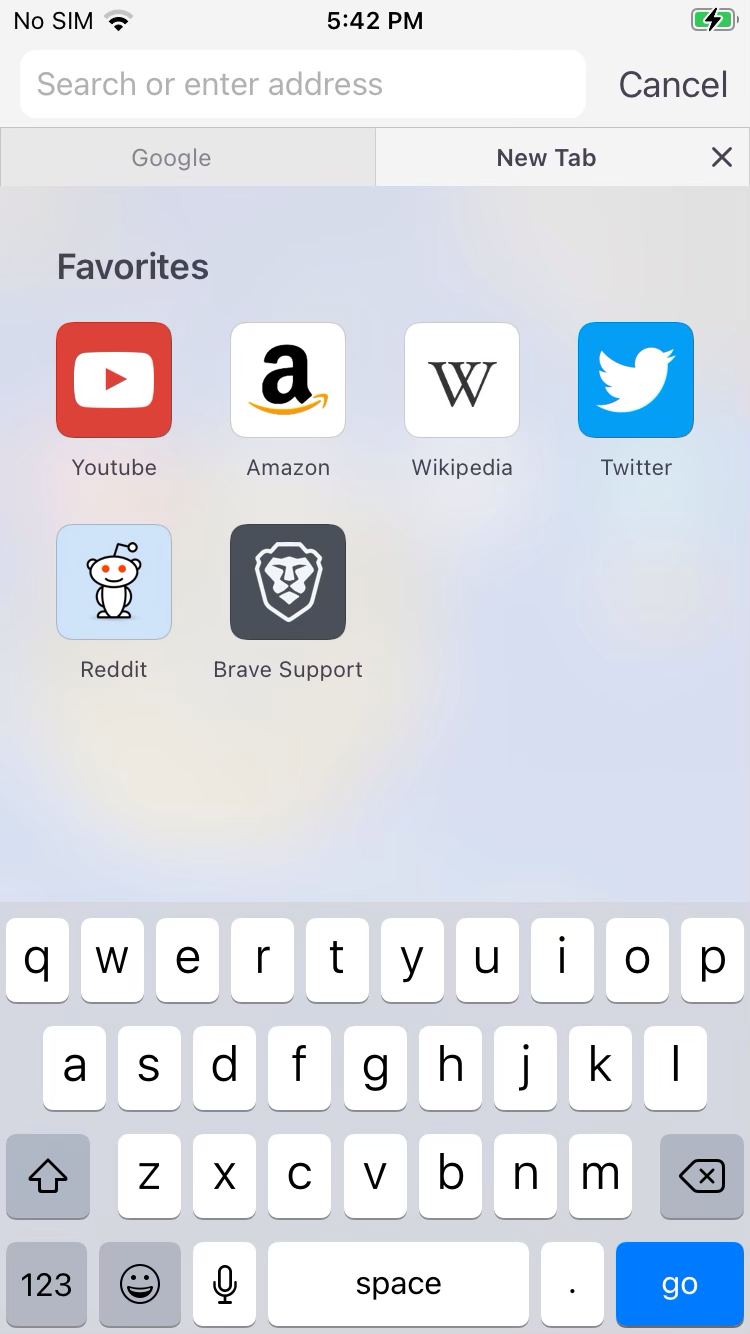 No SIM 5:42 PM
Search or enter address Cancel
Google New Tab
Favorites
a W
Youtube Amazon Wikipedia Twitter
Reddit Brave Support
q w e r t y u i o p
a s d f g h j k l
z x c v b n m
123 space . go